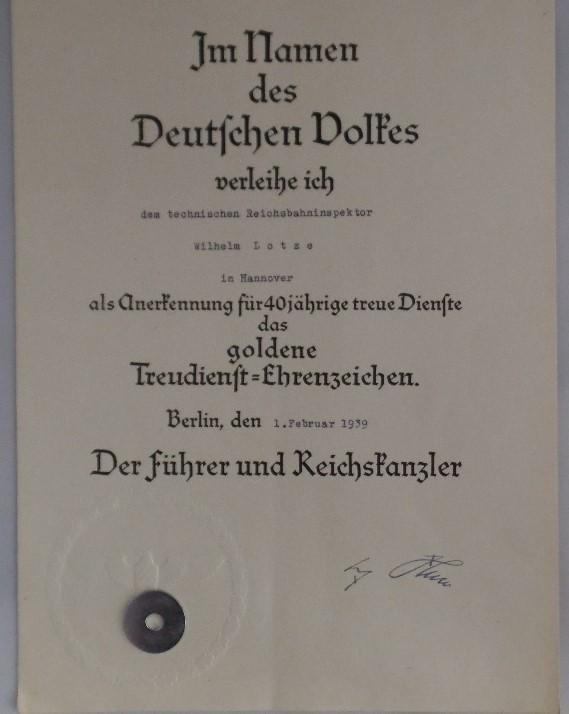 Im Namen
des
Deutschen Volkes
verleihe ich
dem technischen Reichsbahninspektor
Wilhelm L o t z e
in Hannover
als Anerkennung für 40jährige treue Dienste
das
goldene
Treudienst=Ehrenzeichen.
Berlin, den 1.Februar 1939
Der Führer und Reichskanzler